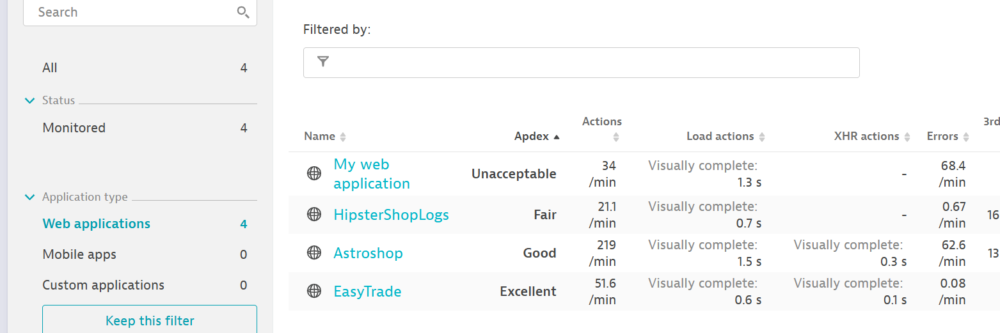 Search
All 4
Status
Monitored 4
Application type
Web applications 4
Mobile apps 0
Custom applications 0
Keep this filter
Filtered by:
Name Apdex Actions Load actions XHR actions Errors 3rd
My web
application
Unacceptable
34
/min
Visually complete:
1.3 s
-
68.4
/min
HipsterShopLogs
Fair
21.1
/min
Visually complete:
0.7 s
-
0.67
/min
16
Astroshop
Good
219
/min
Visually complete:
1.5 s
Visually complete:
0.3 s
62.6
/min
13
EasyTrade
Excellent
51.6
/min
Visually complete:
0.6 s
Visually complete:
0.1 s
0.08
/min